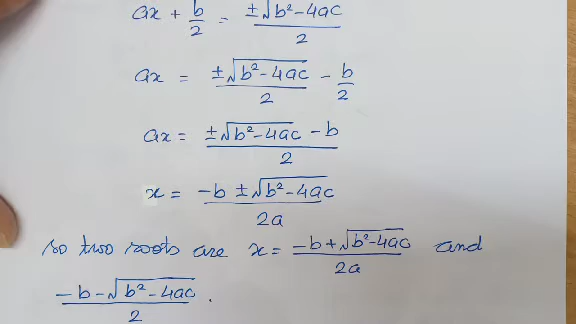 ax + b/2 = ±√(b² - 4ac)/2
ax = ±√(b² - 4ac)/2 - b/2
ax = (±√(b² - 4ac) - b)/2
x = (-b ±√(b² - 4ac))/2a
so two roots are x = (-b + √(b² - 4ac))/2a and
(-b - √(b² - 4ac))/2 .